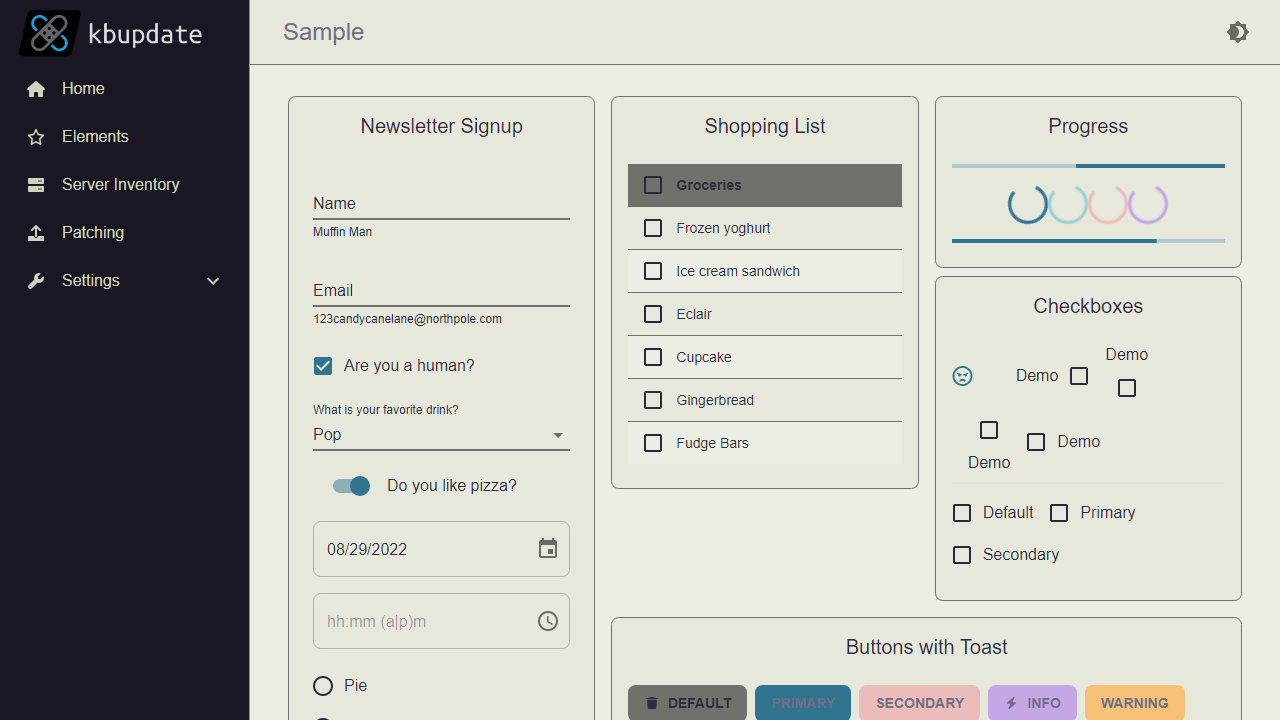 kbupdate
Home
Elements
Server Inventory
Patching
Settings
Sample
Newsletter Signup
Name
Muffin Man
Email
123candycanelane@northpole.com
Are you a human?
What is your favorite drink?
Pop
Do you like pizza?
08/29/2022
hh:mm (a|p)m
Pie
Shopping List
Groceries
Frozen yoghurt
Ice cream sandwich
Eclair
Cupcake
Gingerbread
Fudge Bars
Progress
Checkboxes
Demo
Demo
Demo
Demo
Default Primary
Secondary
Buttons with Toast
DEFAULT PRIMARY SECONDARY INFO WARNING